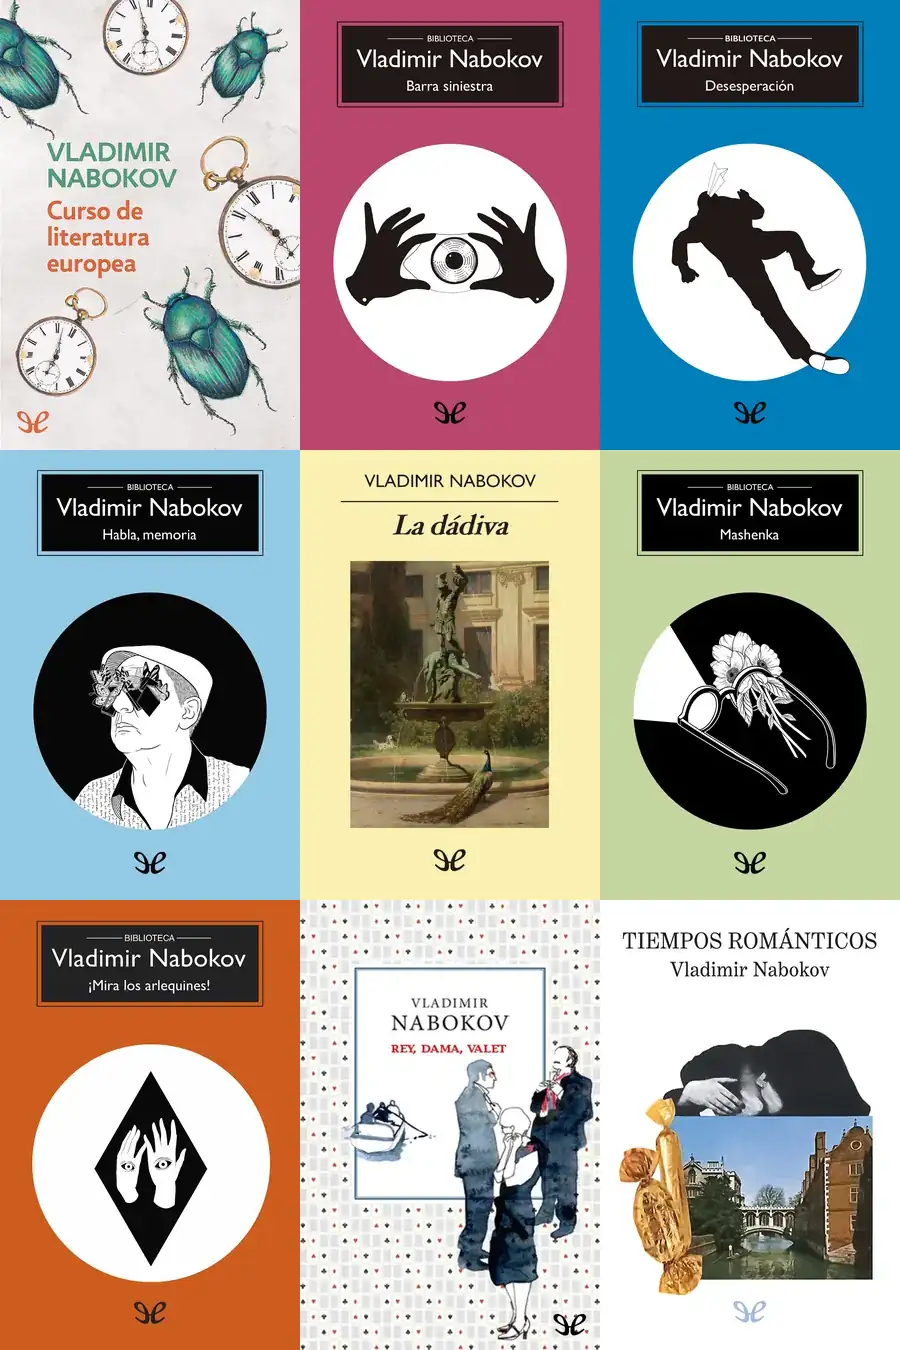 VLADIMIR
NABOKOV
Curso de
literatura
europea
BIBLIOTECA
Vladimir Nabokov
Barra siniestra
BIBLIOTECA
Vladimir Nabokov
Desesperación
BIBLIOTECA
Vladimir Nabokov
Habla, memoria
VLADIMIR NABOKOV
La dádiva
BIBLIOTECA
Vladimir Nabokov
Mashenka
BIBLIOTECA
Vladimir Nabokov
¡Mira los arlequines!
VLADIMIR
NABOKOV
REY, DAMA, VALET
TIEMPOS ROMÁNTICOS
Vladimir Nabokov